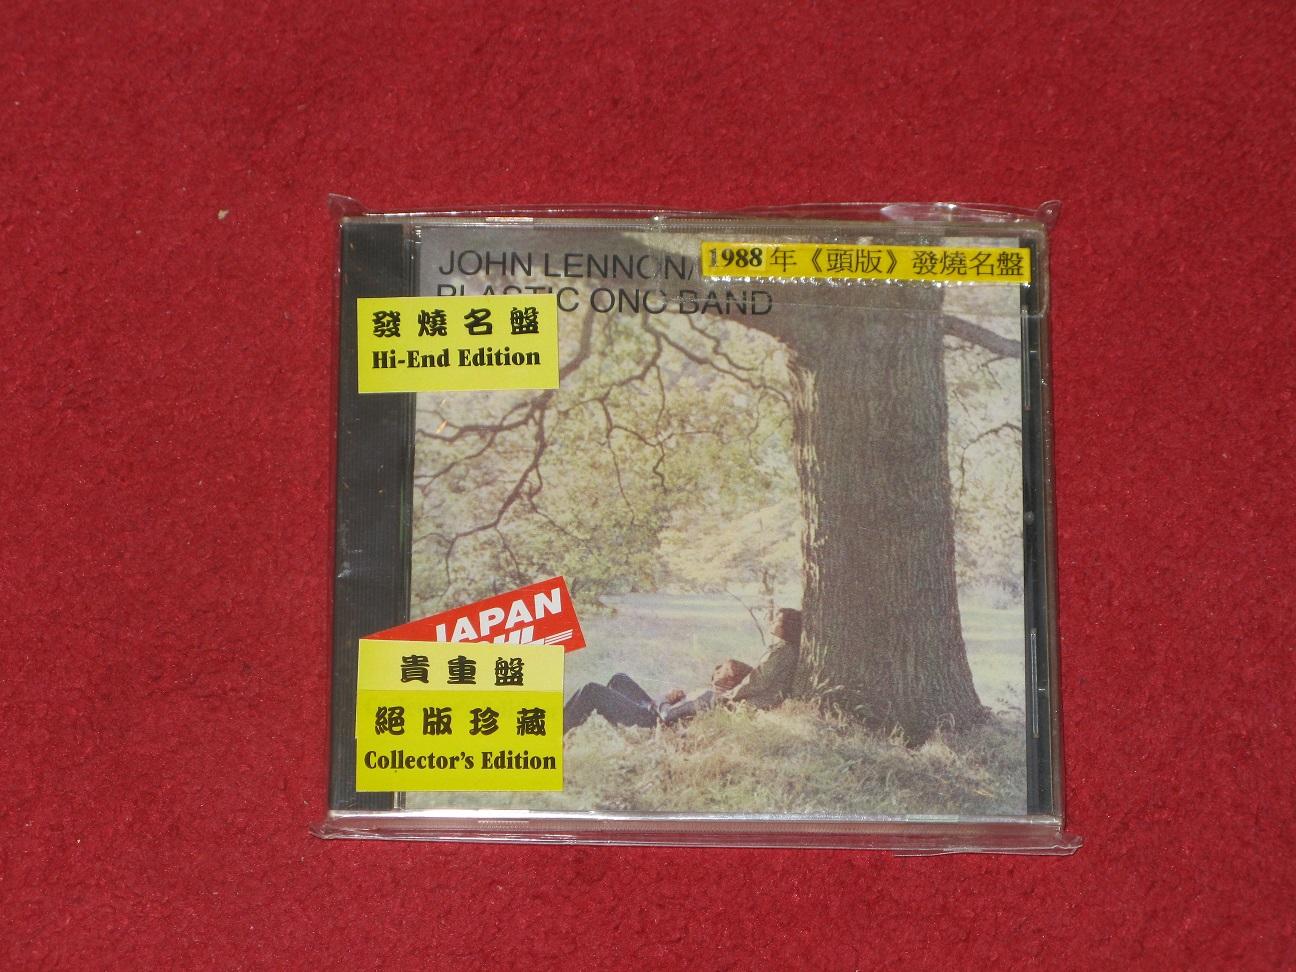 JOHN LENNON/
PLASTIC ONO BAND
1988年《頭版》發燒名盤
發燒名盤
Hi-End Edition
JAPAN
貴重盤
絕版珍藏
Collector's Edition